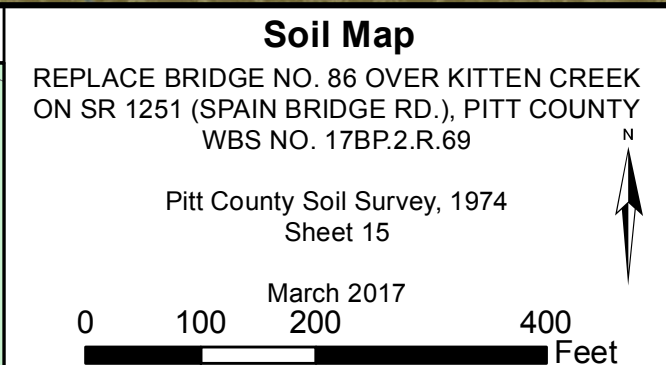 Soil Map
REPLACE BRIDGE NO. 86 OVER KITTEN CREEK
ON SR 1251 (SPAIN BRIDGE RD.), PITT COUNTY
WBS NO. 17BP.2.R.69
N
Pitt County Soil Survey, 1974
Sheet 15
March 2017
0 100 200 400
Feet